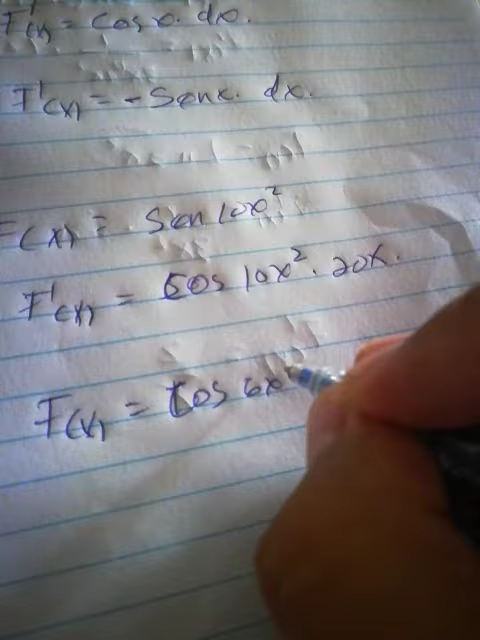 F'(x) = Cos x. dx.
F'(x) = -Senx. dx.
F(x) = Sen 10x²
F'(x) = Cos 10x². 20x.
F(x) = Cos 6x